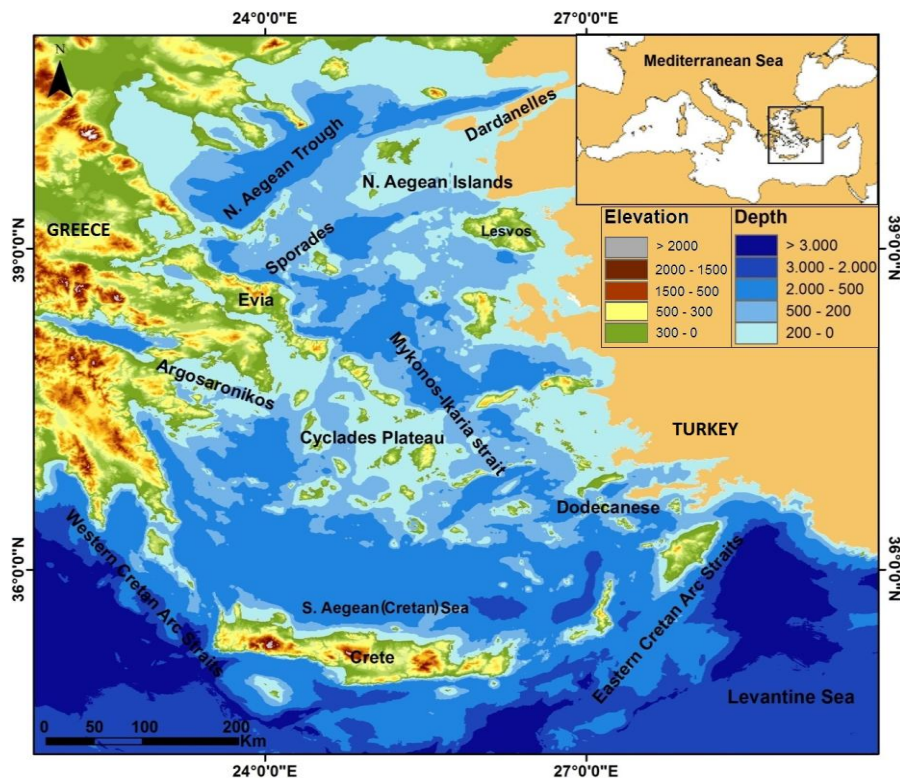 24°0'0"E
27°0'0"E
N
Mediterranean Sea
Dardanelles
N. Aegean Trough
N. Aegean Islands
GREECE
Lesvos
Sporades
39°0'0"N
39°0'0"N
Elevation
> 2000
2000 - 1500
1500 - 500
500 - 300
300 - 0
Depth
> 3.000
3.000 - 2.000
2.000 - 500
500 - 200
200 - 0
Evia
Mykonos-Ikaria strait
Argosaronikos
Cyclades Plateau
TURKEY
Dodecanese
Western Cretan Arc Straits
36°0'0"N
36°0'0"N
S. Aegean(Cretan) Sea
Eastern Cretan Arc Straits
Crete
Levantine Sea
0 50 100 200
Km
24°0'0"E
27°0'0"E